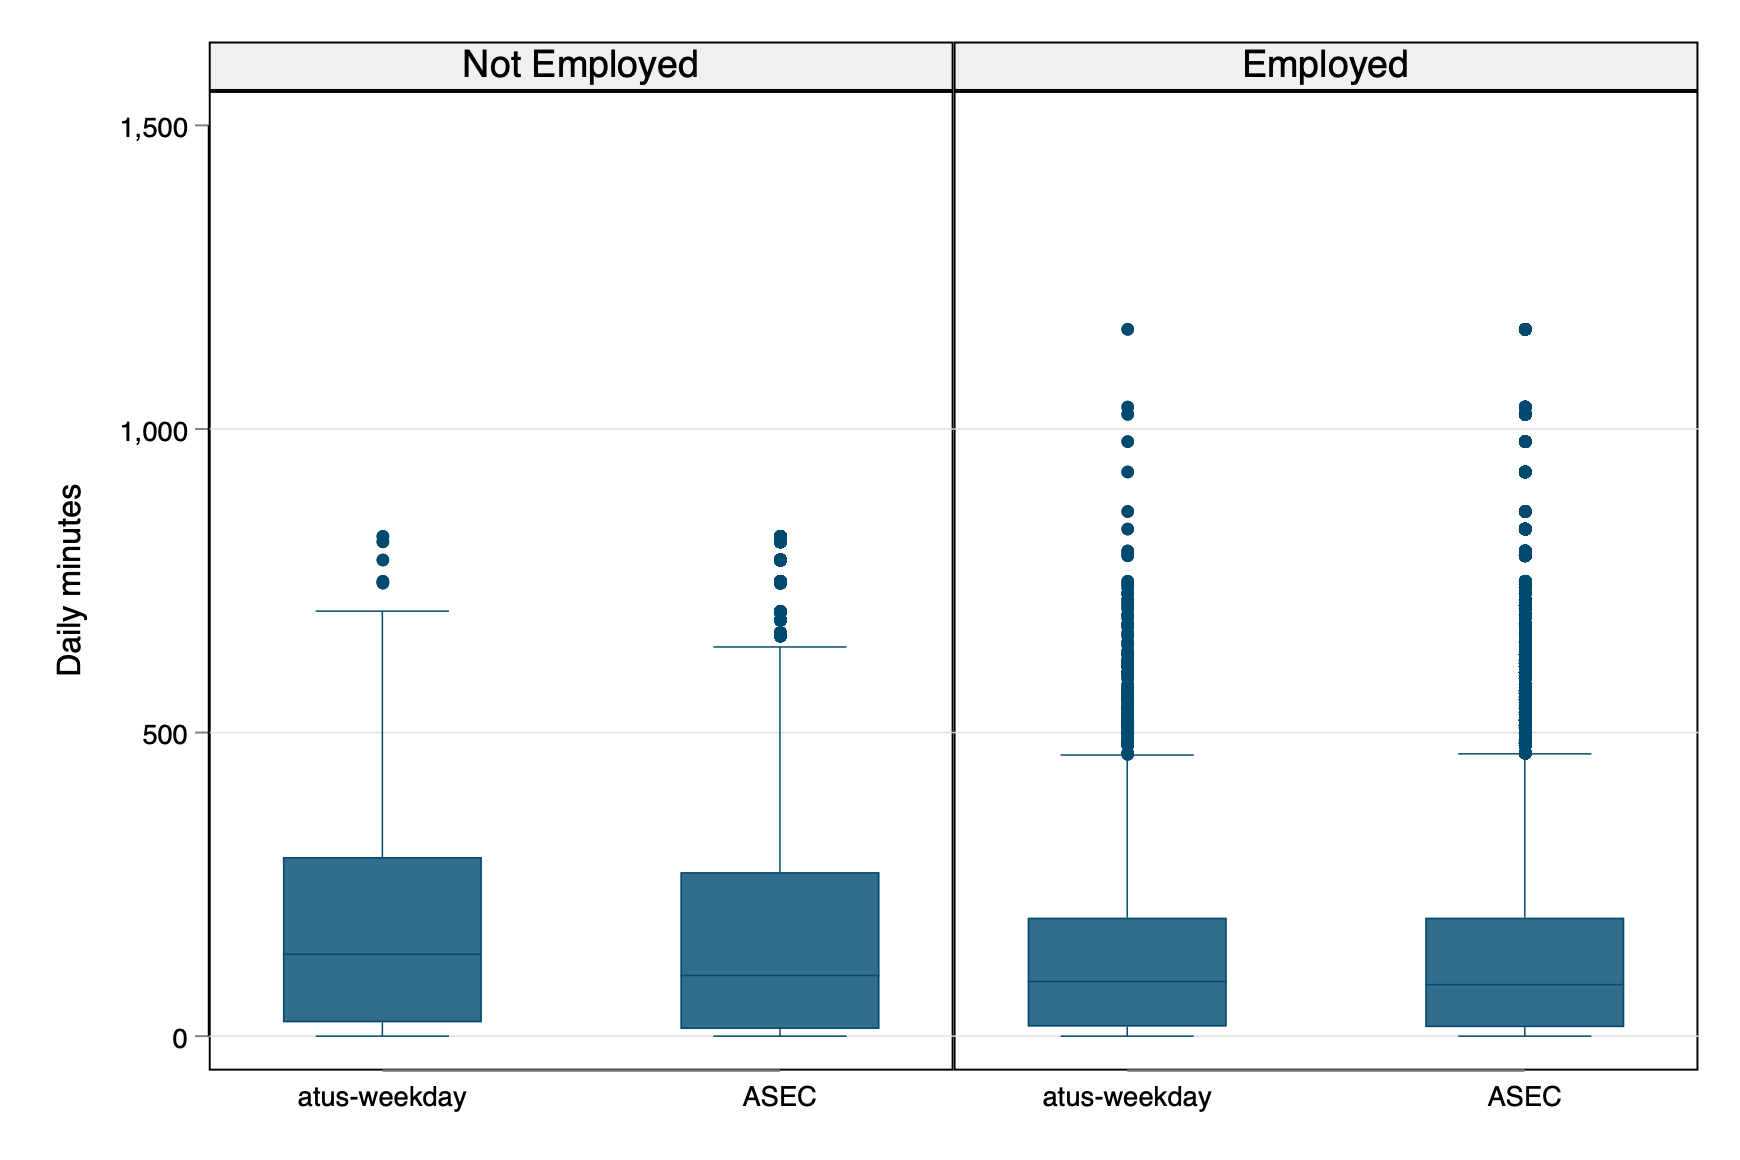 Not Employed
Employed
1,500
1,000
500
0
Daily minutes
atus-weekday
ASEC
atus-weekday
ASEC